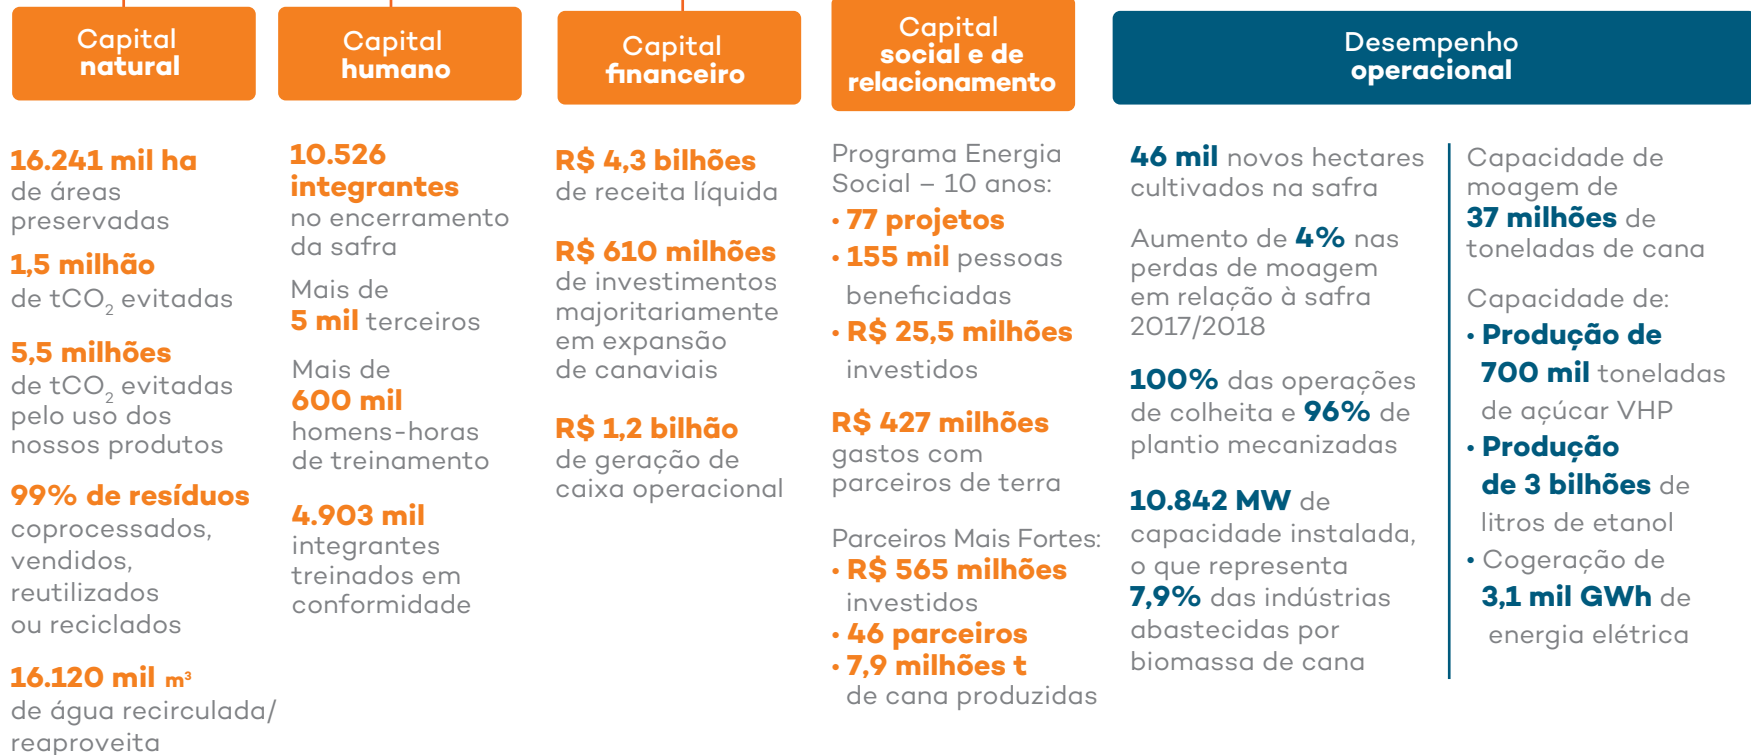 Capital
natural
16.241 mil ha
de áreas
preservadas
1,5 milhão
de tCO₂ evitadas
5,5 milhões
de tCO₂ evitadas
pelo uso dos
nossos produtos
99% de resíduos
coprocessados,
vendidos,
reutilizados
ou reciclados
16.120 mil m³
de água recirculada/
reaproveita
Capital
humano
10.526
integrantes
no encerramento
da safra
Mais de
5 mil terceiros
Mais de
600 mil
homens-horas
de treinamento
4.903 mil
integrantes
treinados em
conformidade
Capital
financeiro
R$ 4,3 bilhões
de receita líquida
R$ 610 milhões
de investimentos
majoritariamente
em expansão
de canaviais
R$ 1,2 bilhão
de geração de
caixa operacional
Capital
social e de
relacionamento
Programa Energia
Social – 10 anos:
• 77 projetos
• 155 mil pessoas
beneficiadas
• R$ 25,5 milhões
investidos
R$ 427 milhões
gastos com
parceiros de terra
Parceiros Mais Fortes:
• R$ 565 milhões
investidos
• 46 parceiros
• 7,9 milhões t
de cana produzidas
Desempenho
operacional
46 mil novos hectares
cultivados na safra
Aumento de 4% nas
perdas de moagem
em relação à safra
2017/2018
100% das operações
de colheita e 96% de
plantio mecanizadas
10.842 MW de
capacidade instalada,
o que representa
7,9% das indústrias
abastecidas por
biomassa de cana
Capacidade de
moagem de
37 milhões de
toneladas de cana
Capacidade de:
• Produção de
700 mil toneladas
de açúcar VHP
• Produção
de 3 bilhões de
litros de etanol
• Cogeração de
3,1 mil GWh de
energia elétrica